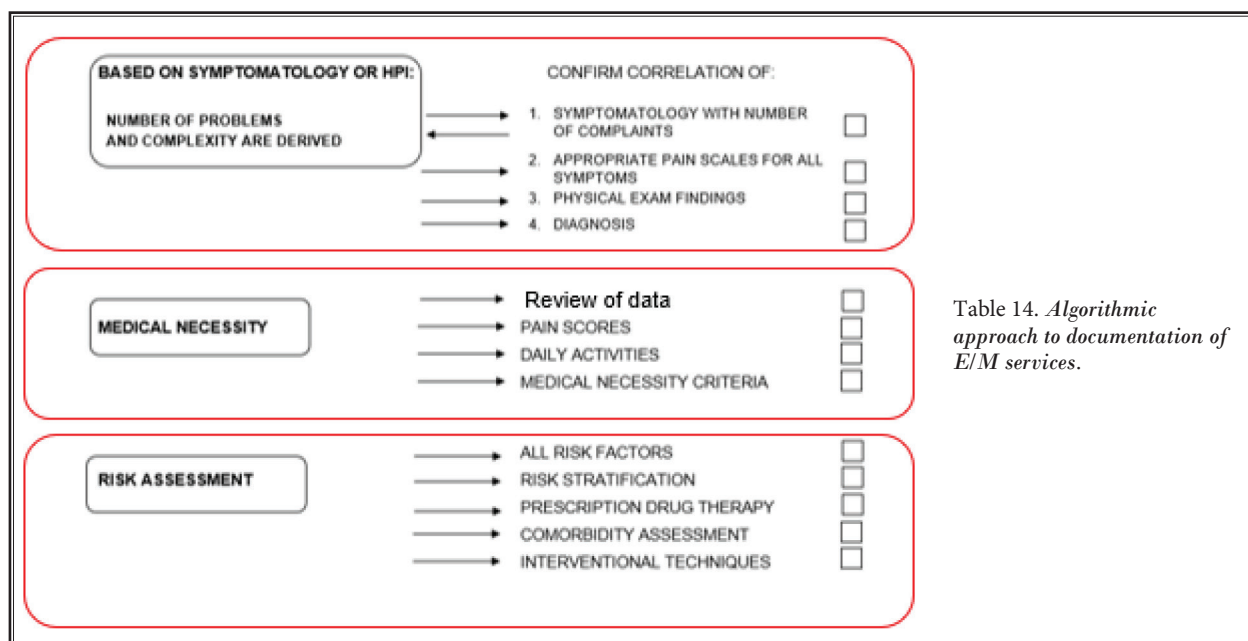 BASED ON SYMPTOMATOLOGY OR HPI:
NUMBER OF PROBLEMS
AND COMPLEXITY ARE DERIVED
CONFIRM CORRELATION OF:
1. SYMPTOMATOLOGY WITH NUMBER
OF COMPLAINTS
2. APPROPRIATE PAIN SCALES FOR ALL
SYMPTOMS
3. PHYSICAL EXAM FINDINGS
4. DIAGNOSIS
MEDICAL NECESSITY
Review of data
PAIN SCORES
DAILY ACTIVITIES
MEDICAL NECESSITY CRITERIA
RISK ASSESSMENT
ALL RISK FACTORS
RISK STRATIFICATION
PRESCRIPTION DRUG THERAPY
COMORBIDITY ASSESSMENT
INTERVENTIONAL TECHNIQUES
Table 14. Algorithmic
approach to documentation of
E/M services.